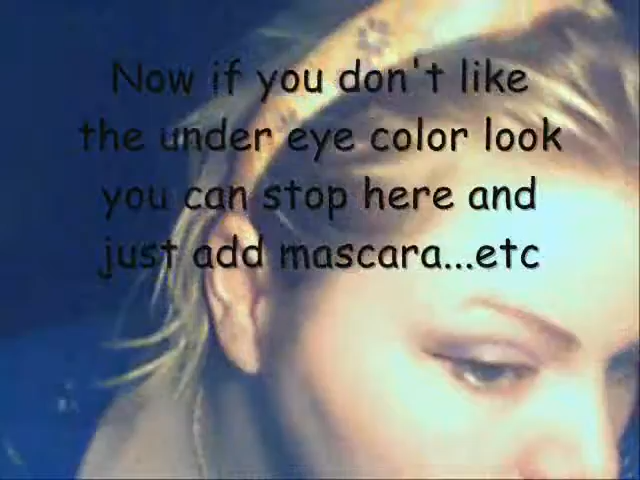 Now if you don't like
the under eye color look
you can stop here and
just add mascara...etc